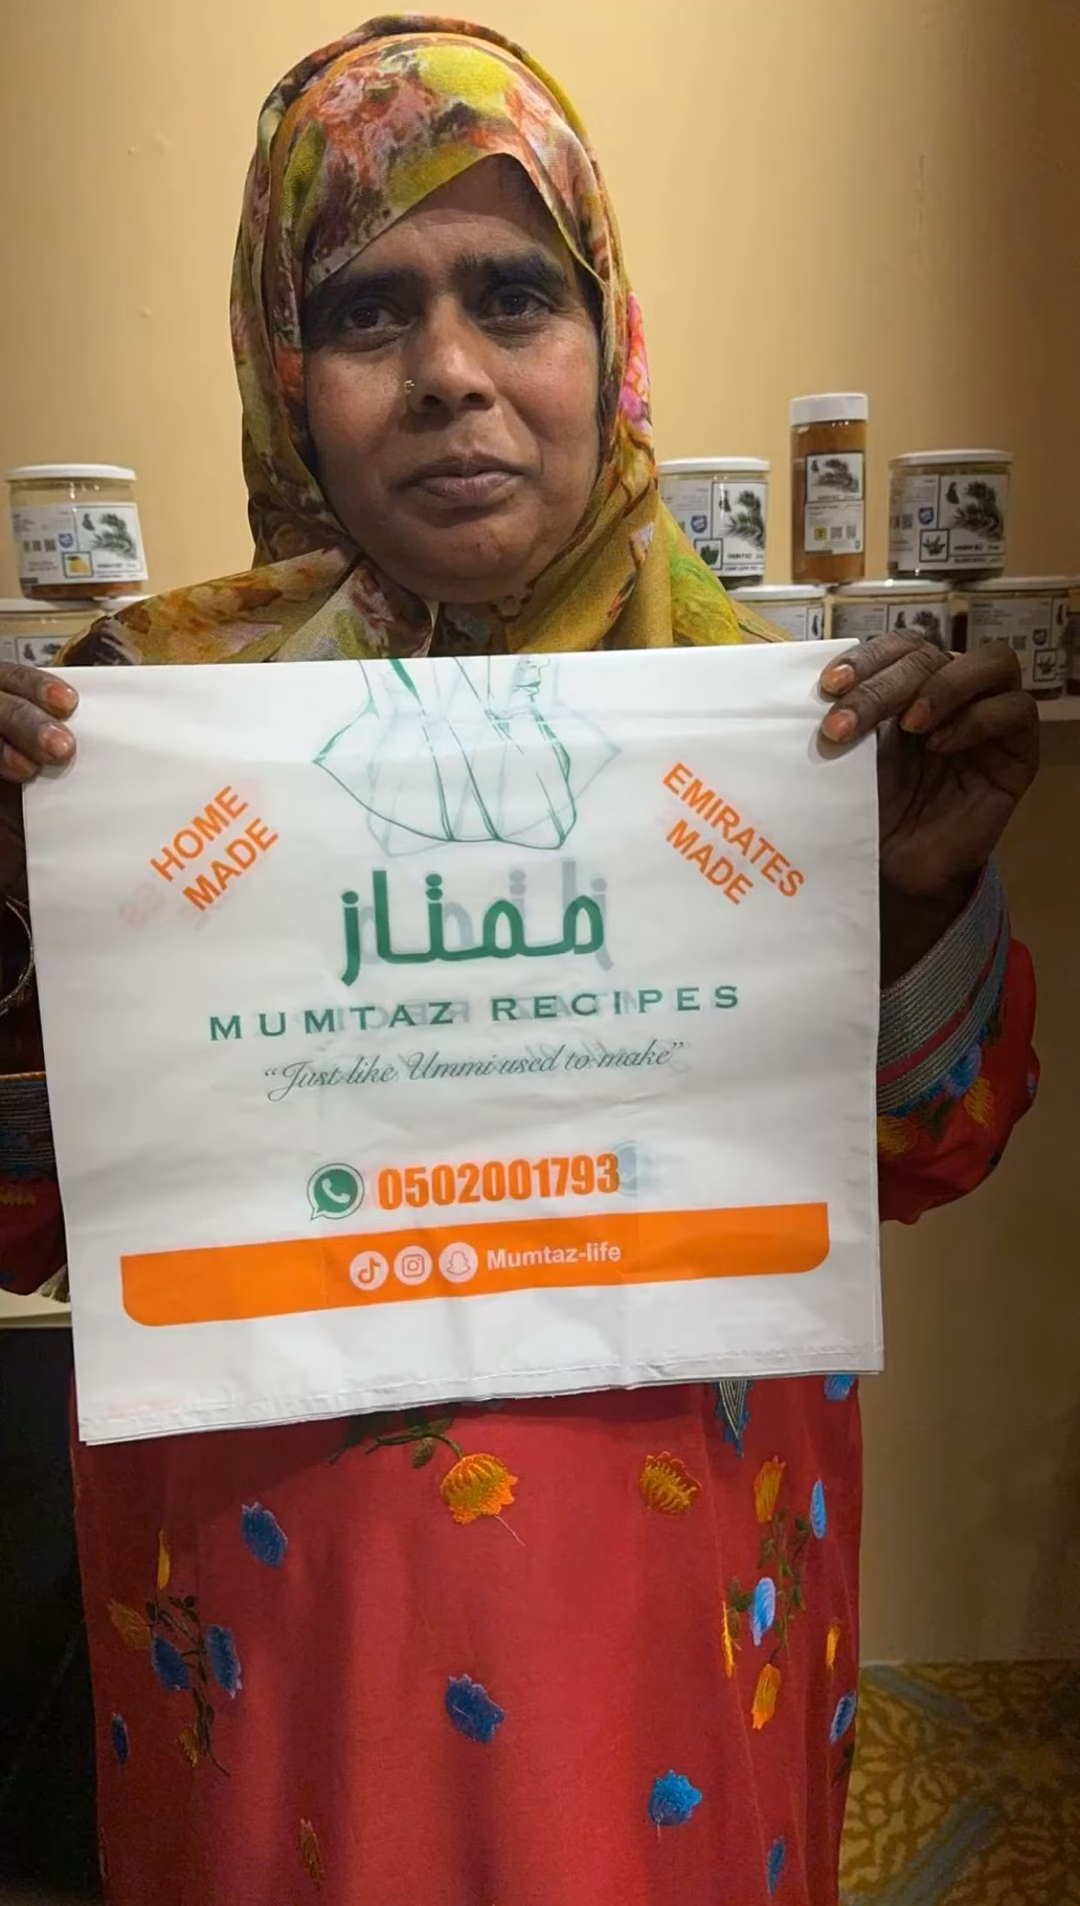 HOME
MADE
EMIRATES
MADE
ممتاز
MUMTAZ RECIPES
“Just like Ummi used to make”
0502001793
Mumtaz-life